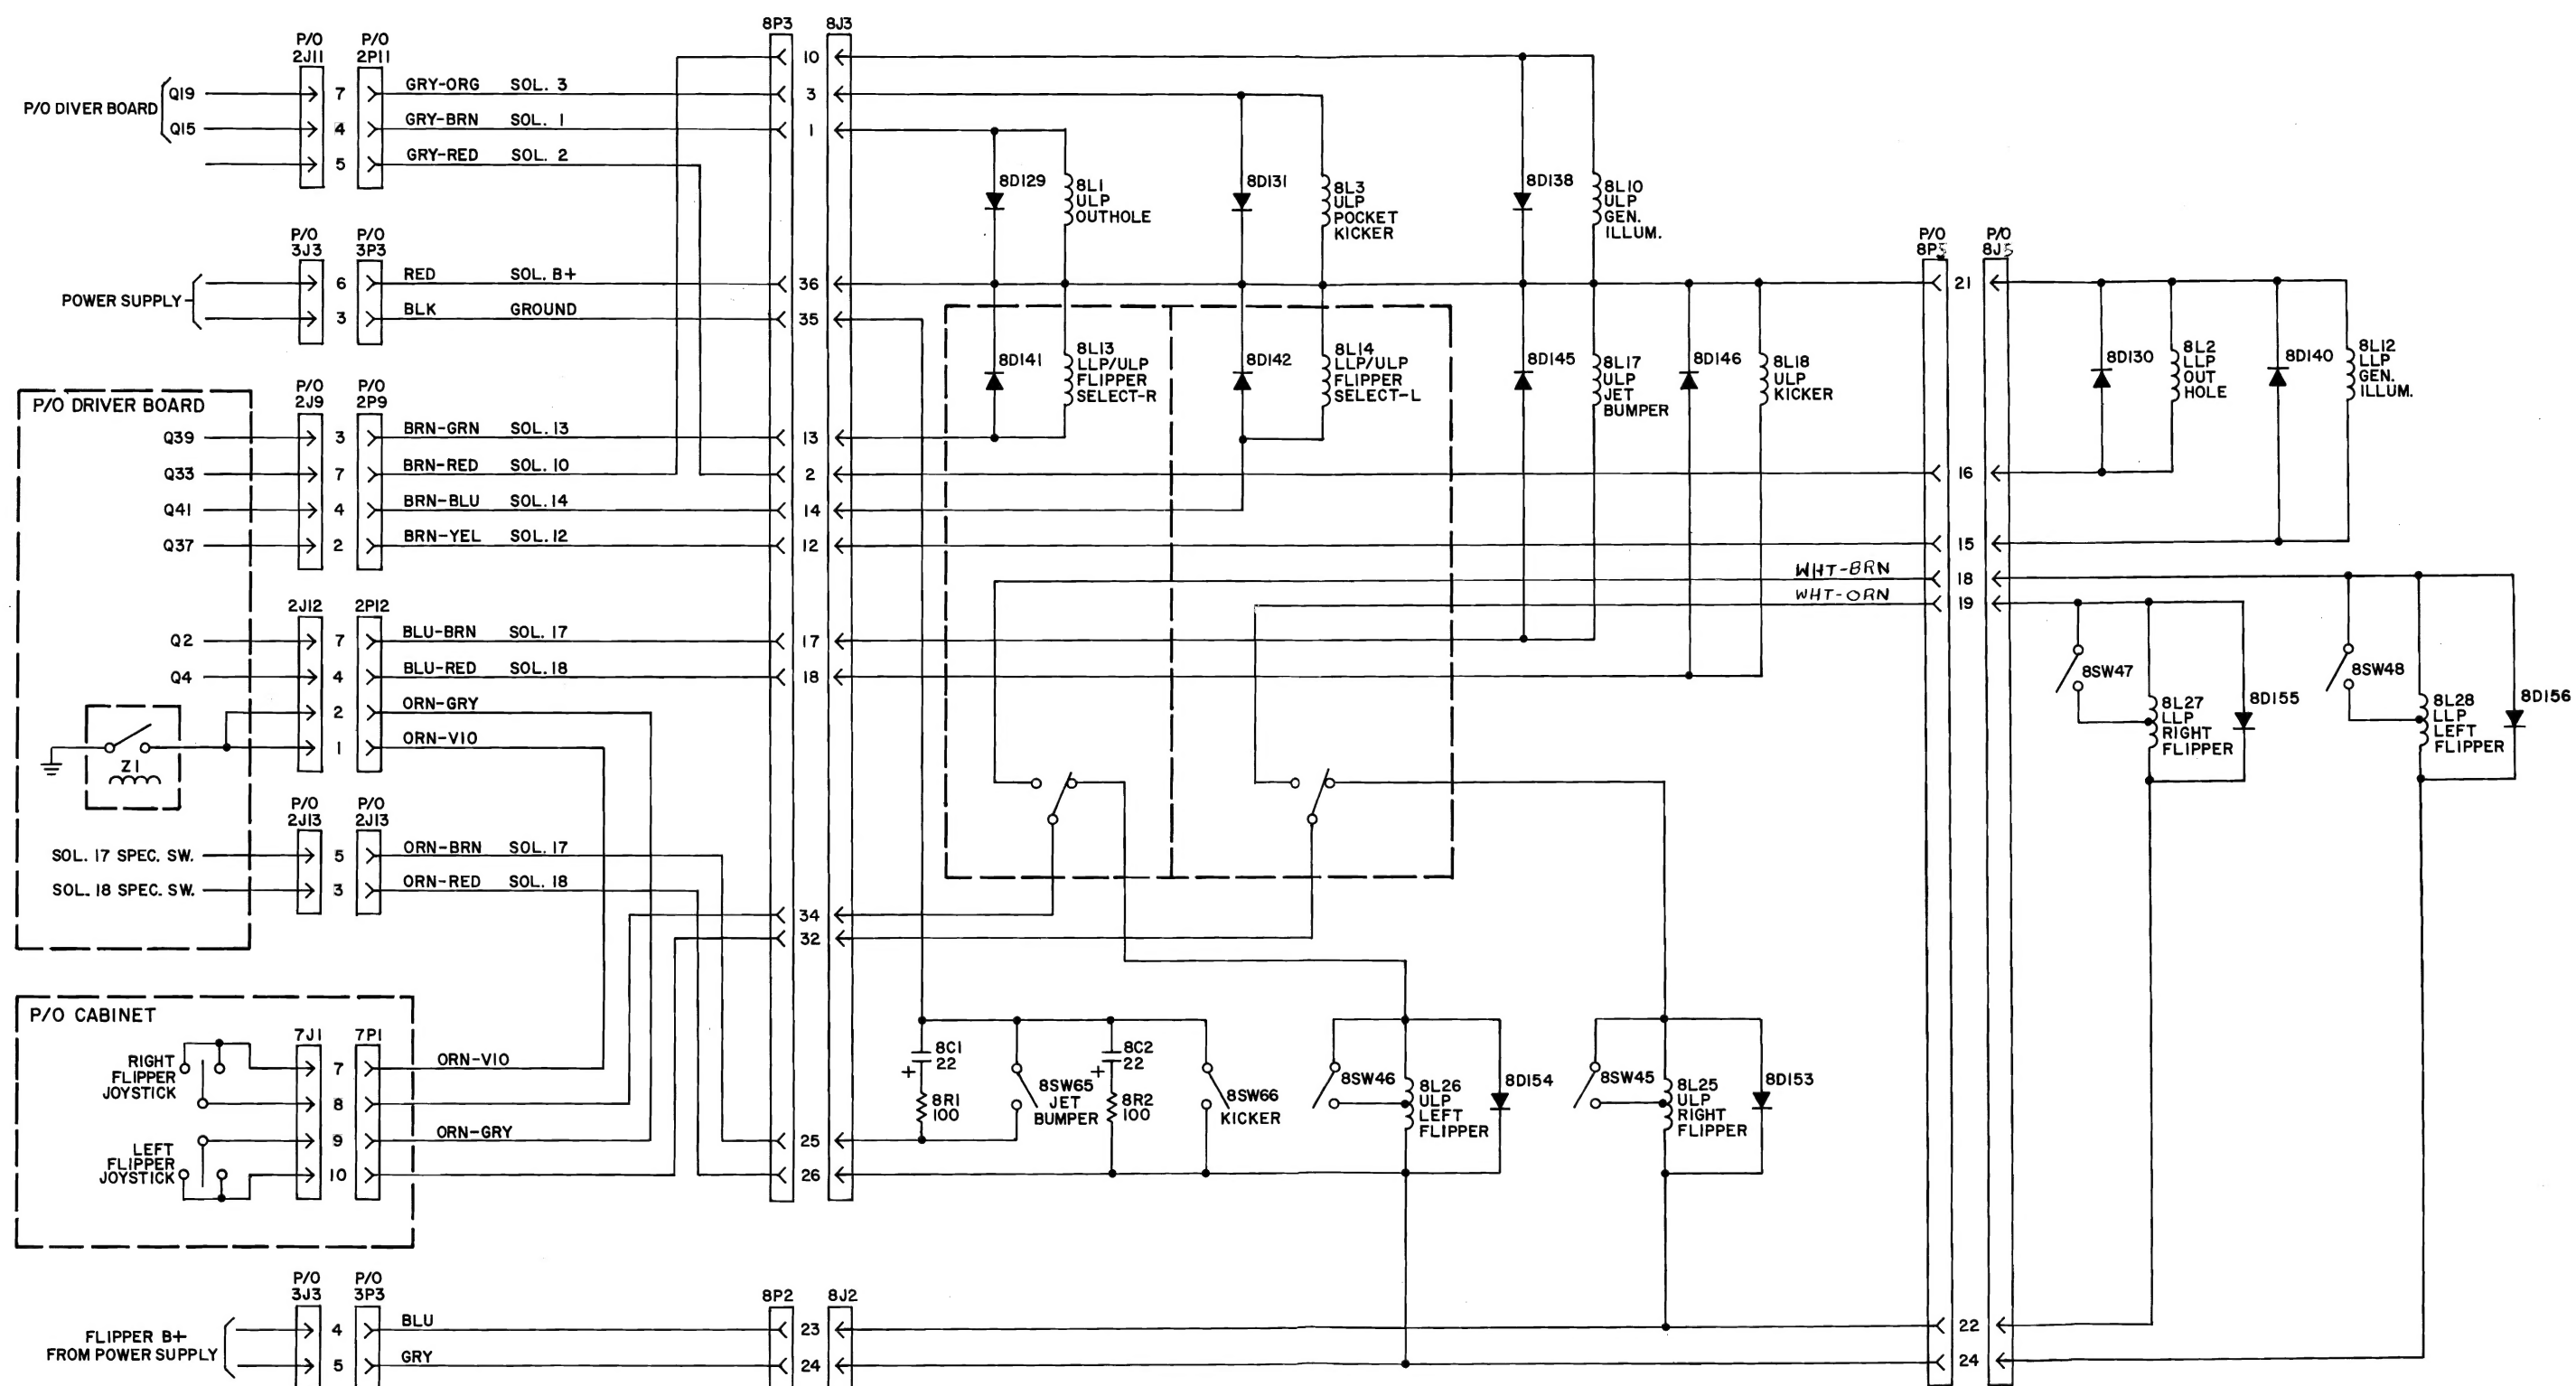 P/O
2J11
P/O
2P11
8P3
8J3
P/O DIVER BOARD
Q19
Q15
7
4
5
GRY-ORG SOL. 3
GRY-BRN SOL. 1
GRY-RED SOL. 2
10
3
1
8D129
8L1
ULP
OUTHOLE
8D131
8L3
ULP
POCKET
KICKER
8D138
8L10
ULP
GEN.
ILLUM.
P/O
3J3
P/O
3P3
POWER SUPPLY
6
3
RED SOL. B+
BLK GROUND
36
35
P/O
8P5
P/O
8J5
21
8D141
8L13
LLP/ULP
FLIPPER
SELECT-R
8D142
8L14
LLP/ULP
FLIPPER
SELECT-L
8D145
8L17
ULP
JET
BUMPER
8D146
8L18
ULP
KICKER
8D130
8L2
LLP
OUT
HOLE
8D140
8L12
LLP
GEN.
ILLUM.
P/O DRIVER BOARD
P/O
2J9
P/O
2P9
Q39
Q33
Q41
Q37
3
7
4
2
BRN-GRN SOL. 13
BRN-RED SOL. 10
BRN-BLU SOL. 14
BRN-YEL SOL. 12
13
2
14
12
16
15
WHT-BRN
18
WHT-ORN
19
2J12
2P12
Q2
Q4
7
4
2
1
BLU-BRN SOL. 17
BLU-RED SOL. 18
ORN-GRY
ORN-VIO
17
18
Z1
8SW47
8L27
LLP
RIGHT
FLIPPER
8D155
8SW48
8L28
LLP
LEFT
FLIPPER
8D156
P/O
2J13
P/O
2J13
SOL. 17 SPEC. SW.
SOL. 18 SPEC. SW.
5
3
ORN-BRN SOL. 17
ORN-RED SOL. 18
34
32
P/O CABINET
7J1
7P1
RIGHT
FLIPPER
JOYSTICK
LEFT
FLIPPER
JOYSTICK
7
8
9
10
ORN-VIO
ORN-GRY
25
26
8C1
22
+
8R1
100
8SW65
JET
BUMPER
8C2
22
+
8R2
100
8SW66
KICKER
8SW46
8L26
ULP
LEFT
FLIPPER
8D154
8SW45
8L25
ULP
RIGHT
FLIPPER
8D153
P/O
3J3
P/O
3P3
8P2
8J2
FLIPPER B+
FROM POWER SUPPLY
4
5
BLU
GRY
23
24
22
24